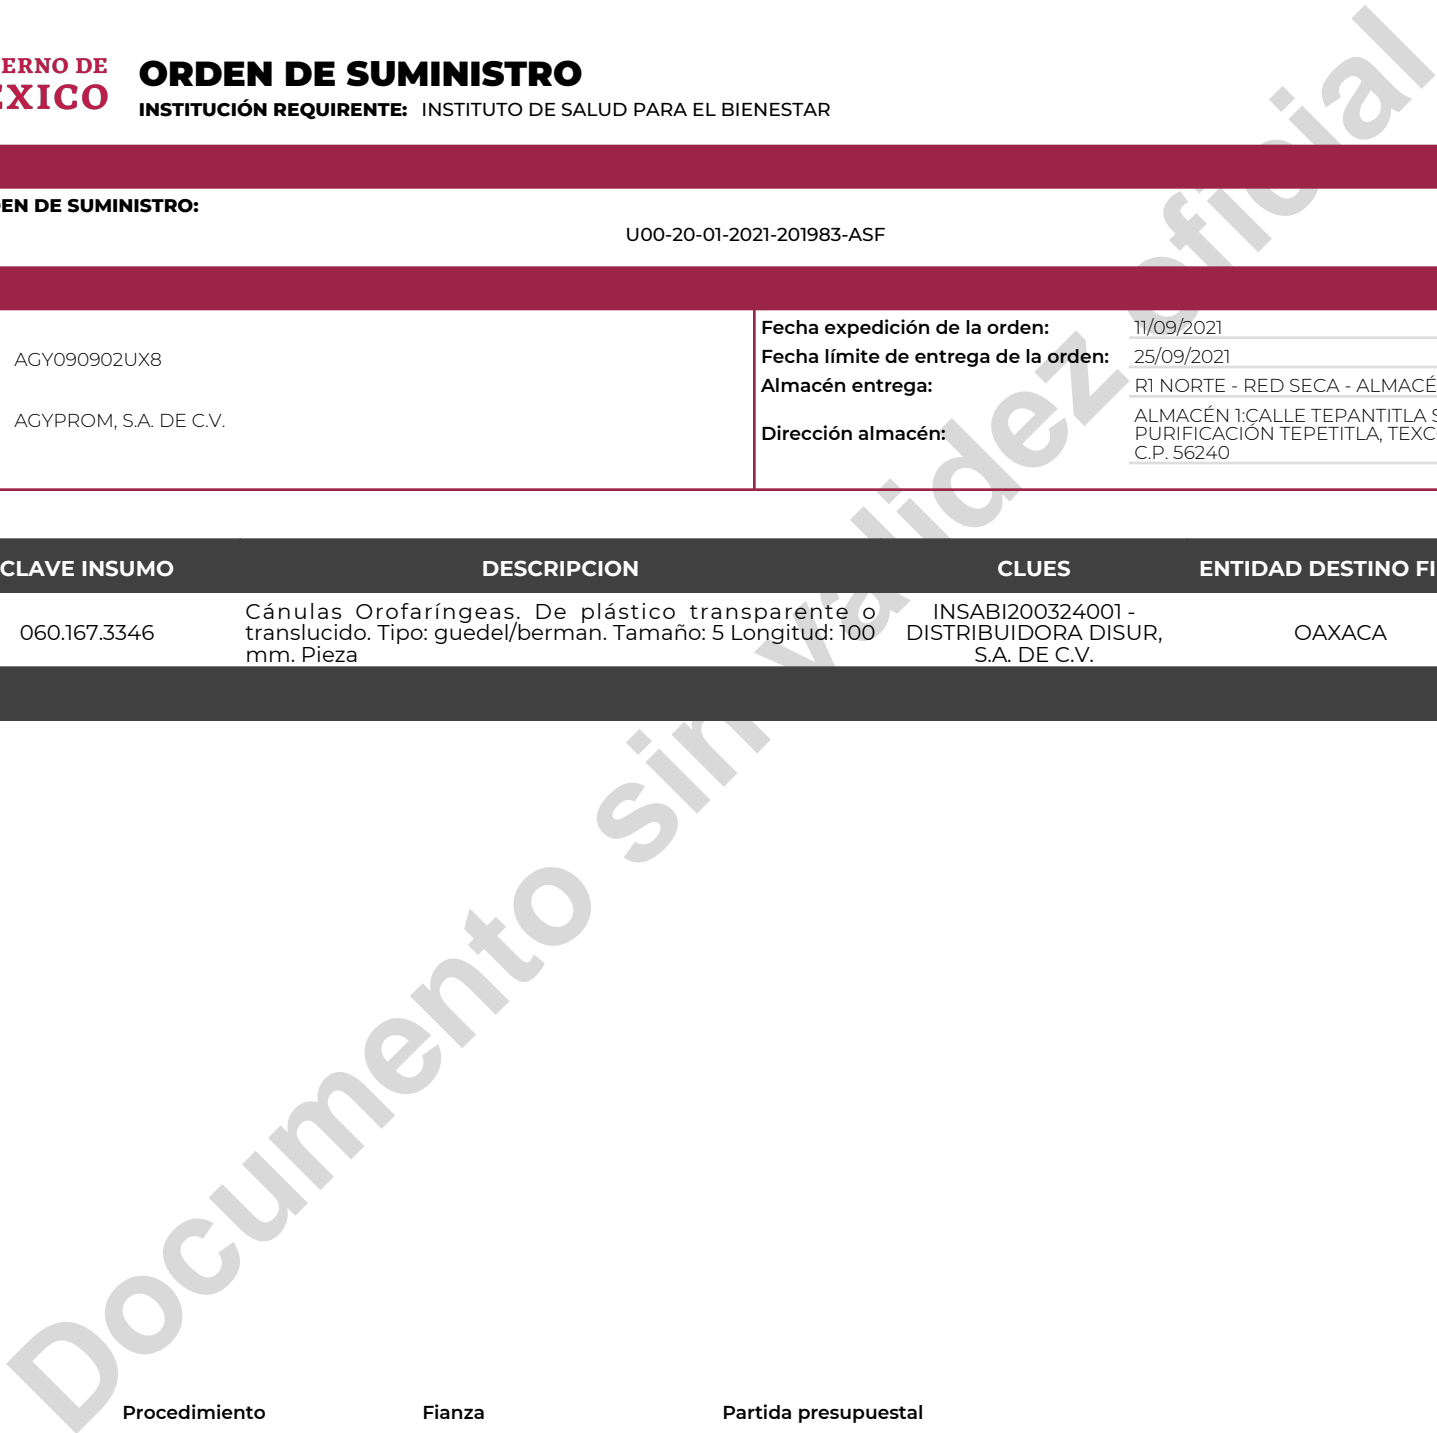 ERNO DE
EXICO
ORDEN DE SUMINISTRO
INSTITUCIÓN REQUIRENTE: INSTITUTO DE SALUD PARA EL BIENESTAR
EN DE SUMINISTRO:
U00-20-01-2021-201983-ASF
AGY090902UX8
AGYPROM, S.A. DE C.V.
Fecha expedición de la orden: 11/09/2021
Fecha límite de entrega de la orden: 25/09/2021
Almacén entrega: R1 NORTE - RED SECA - ALMACÉ
Dirección almacén:
ALMACÉN 1:CALLE TEPANTITLA S
PURIFICACIÓN TEPETITLA, TEXC
C.P. 56240
CLAVE INSUMO DESCRIPCION CLUES ENTIDAD DESTINO FI
060.167.3346
Cánulas Orofaríngeas. De plástico transparente o
translucido. Tipo: guedel/berman. Tamaño: 5 Longitud: 100
mm. Pieza
INSABI200324001 -
DISTRIBUIDORA DISUR,
S.A. DE C.V.
OAXACA
Documento sin validez oficial
Procedimiento Fianza Partida presupuestal